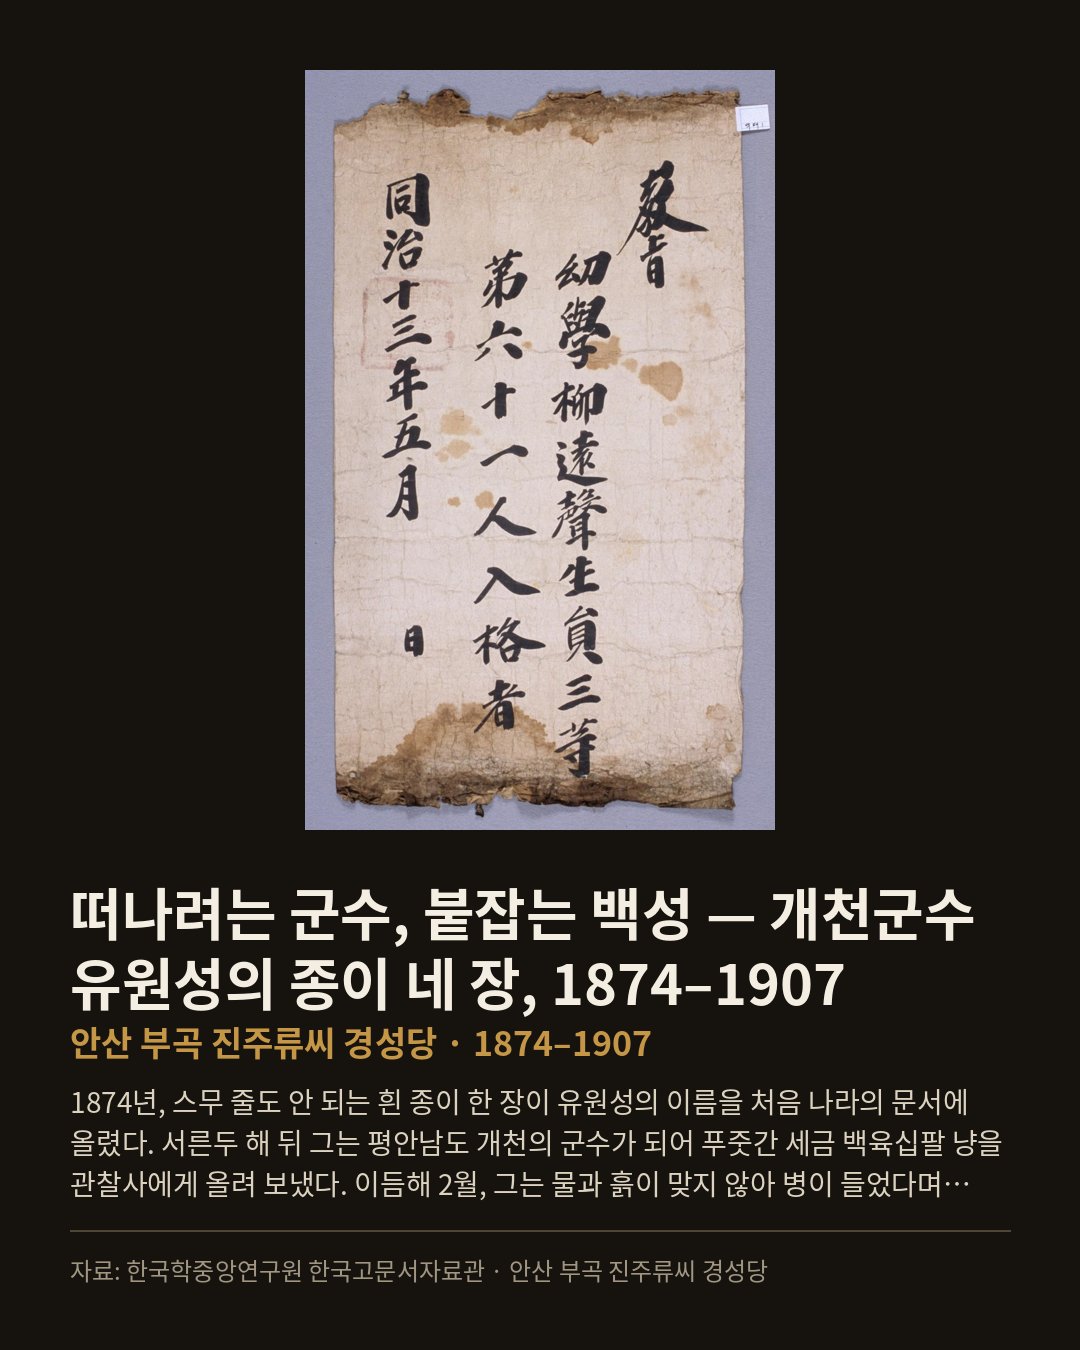 敎旨
幼學柳遠聲生員三等
第六十一人入格者
同治十三年五月 日
떠나려는 군수, 붙잡는 백성 — 개천군수
유원성의 종이 네 장, 1874–1907
안산 부곡 진주류씨 경성당 · 1874–1907
1874년, 스무 줄도 안 되는 흰 종이 한 장이 유원성의 이름을 처음 나라의 문서에
올렸다. 서른두 해 뒤 그는 평안남도 개천의 군수가 되어 푸줏간 세금 백육십팔 냥을
관찰사에게 올려 보냈다. 이듬해 2월, 그는 물과 흙이 맞지 않아 병이 들었다며…
자료: 한국학중앙연구원 한국고문서자료관 · 안산 부곡 진주류씨 경성당